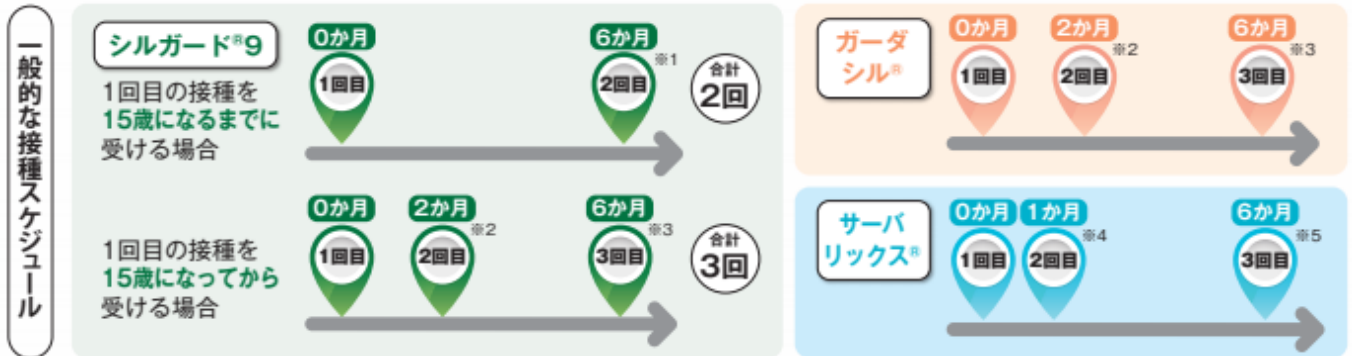 一般的な接種スケジュール
シルガード®9
1回目の接種を
15歳になるまでに
受ける場合
0か月
6か月
1回目
2回目
※1
合計
2回
1回目の接種を
15歳になってから
受ける場合
0か月
2か月
6か月
1回目
2回目
※2
3回目
※3
合計
3回
ガーダ
シル®
0か月
2か月
6か月
1回目
2回目
※2
3回目
※3
サーバ
リックス®
0か月
1か月
6か月
1回目
2回目
※4
3回目
※5